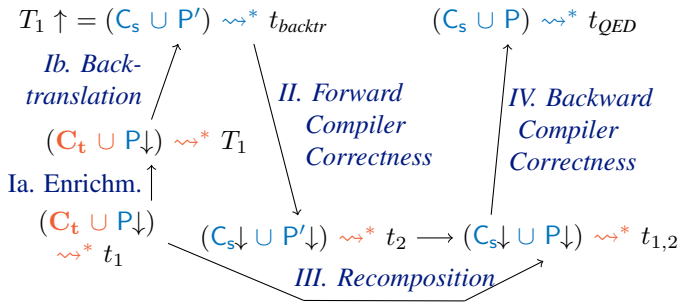 T₁ ↑ = (Cₛ ∪ P′) ⇝* t_backtr
(Cₛ ∪ P) ⇝* t_QED
Ib. Back-
translation
II. Forward
Compiler
Correctness
IV. Backward
Compiler
Correctness
(Cₜ ∪ P↓) ⇝* T₁
Ia. Enrichm.
(Cₜ ∪ P↓)
⇝* t₁
(Cₛ↓ ∪ P′↓) ⇝* t₂ ⟶ (Cₛ↓ ∪ P↓) ⇝* t₁,₂
III. Recomposition